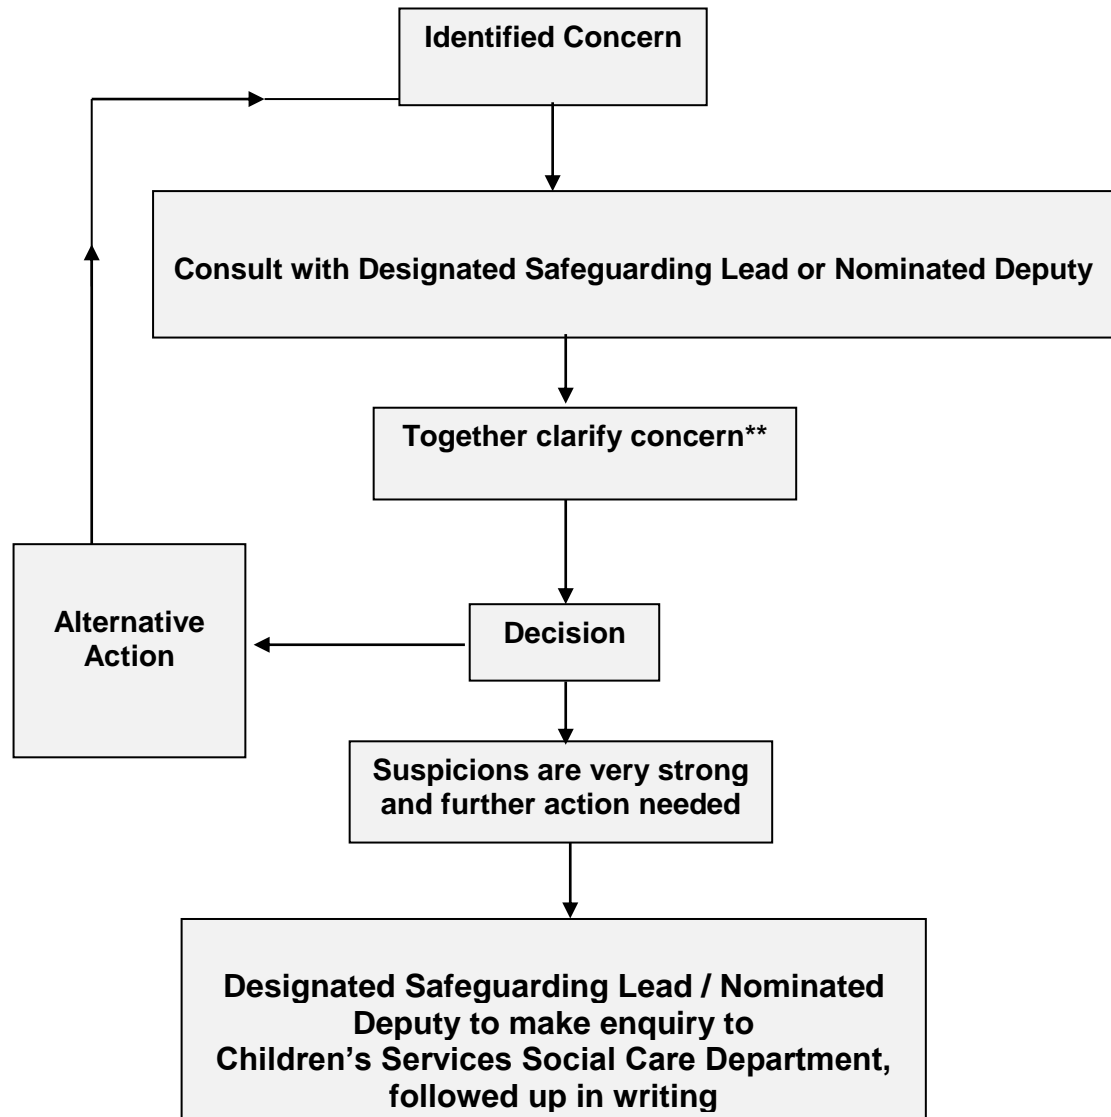 Identified Concern
Consult with Designated Safeguarding Lead or Nominated Deputy
Together clarify concern**
Alternative
Action
Decision
Suspicions are very strong
and further action needed
Designated Safeguarding Lead / Nominated
Deputy to make enquiry to
Children’s Services Social Care Department,
followed up in writing